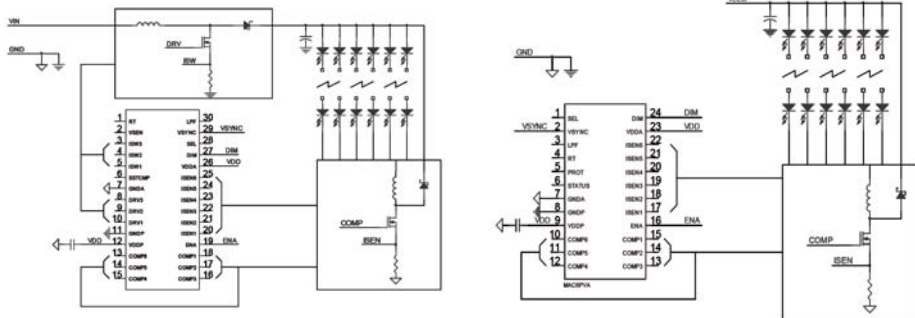 VIN
GND
DRV
ISW
1 RT LPF 30
2 VSEN VSYNC 29 VSYNC
3 ISW3 SEL 28
4 ISW2 DIM 27 DIM
5 ISW1 VDDA 26 VDD
6 SSTCMP ISEN6 25
7 GNDA ISEN5 24
8 DRV3 ISEN4 23
9 DRV2 ISEN3 22
10 DRV1 ISEN2 21
11 GNDP ISEN1 20
VDD 12 VDDP ENA 19 ENA
13 COMP6 COMP1 18
14 COMP5 COMP2 17
15 COMP4 COMP3 16
COMP
ISEN
GND
1 SEL DIM 24 DIM
VSYNC 2 VSYNC VDDA 23 VDD
3 LPF ISEN6 22
4 RT ISEN5 21
5 PROT ISEN4 20
6 STATUS ISEN3 19
7 GNDA ISEN2 18
8 GNDP ISEN1 17
VDD 9 VDDP ENA 16 ENA
10 COMP6 COMP1 15
11 COMP5 COMP2 14
12 COMP4 COMP3 13
COMP
ISEN